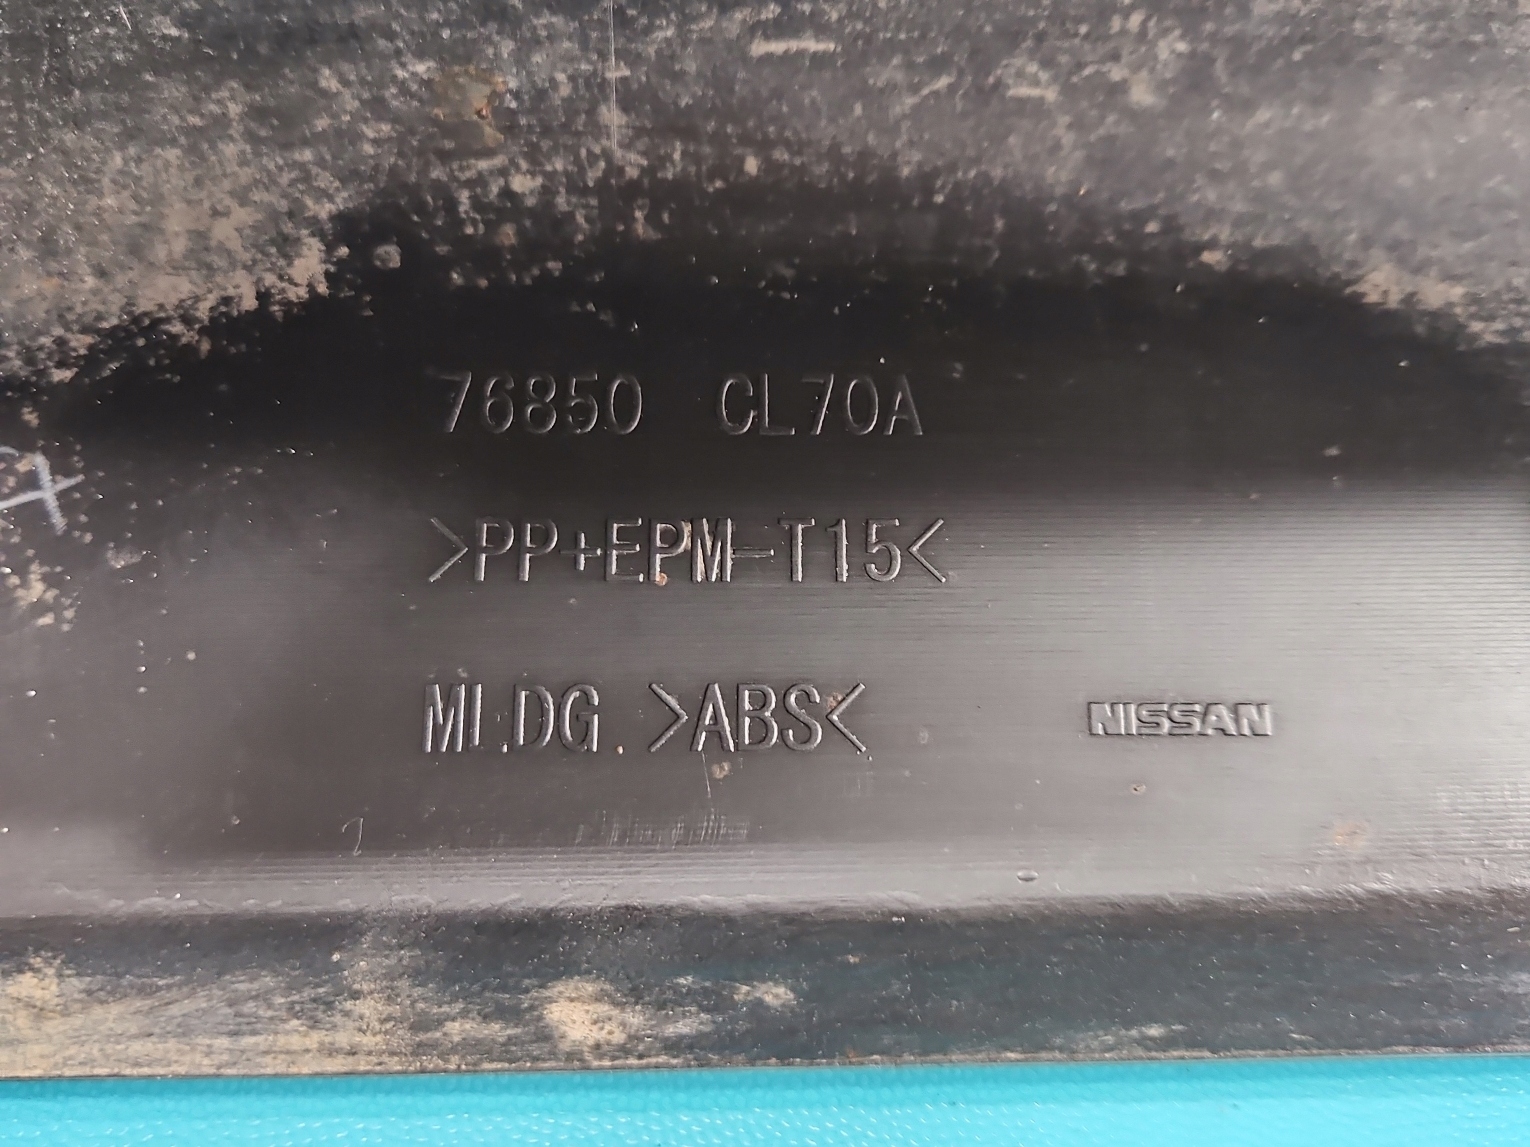 76850 CL70A
>PP+EPM-T15<
MLDG. >ABS<
NISSAN